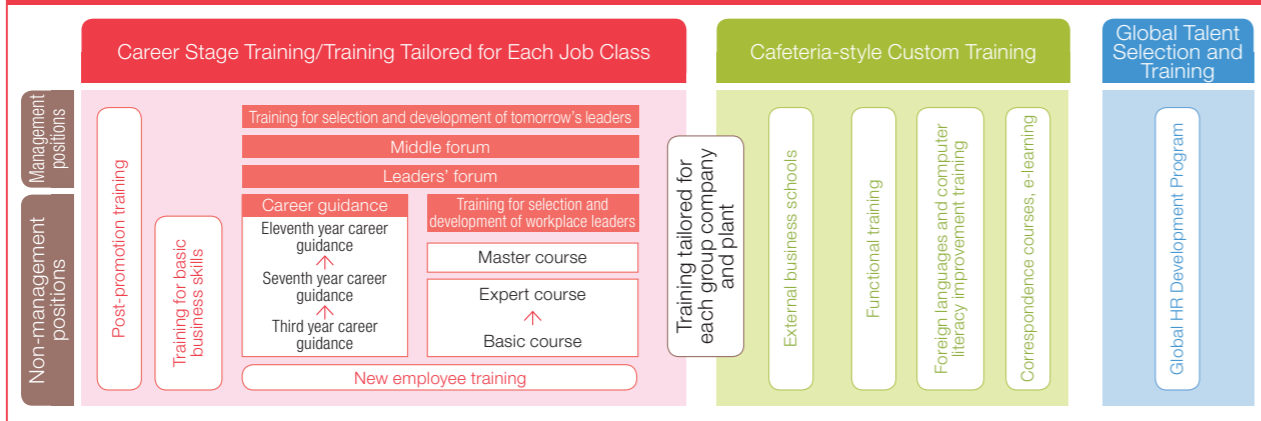 Career Stage Training/Training Tailored for Each Job Class
Cafeteria-style Custom Training
Global Talent
Selection and
Training
Management
positions
Non-management
positions
Post-promotion training
Training for basic
business skills
Training for selection and development of tomorrow's leaders
Middle forum
Leaders' forum
Career guidance
Eleventh year career
guidance
↑
Seventh year career
guidance
↑
Third year career
guidance
Training for selection and
development of workplace leaders
Master course
Expert course
↑
Basic course
New employee training
Training tailored for
each group company
and plant
External business schools
Functional training
Foreign languages and computer
literacy improvement training
Correspondence courses, e-learning
Global HR Development Program